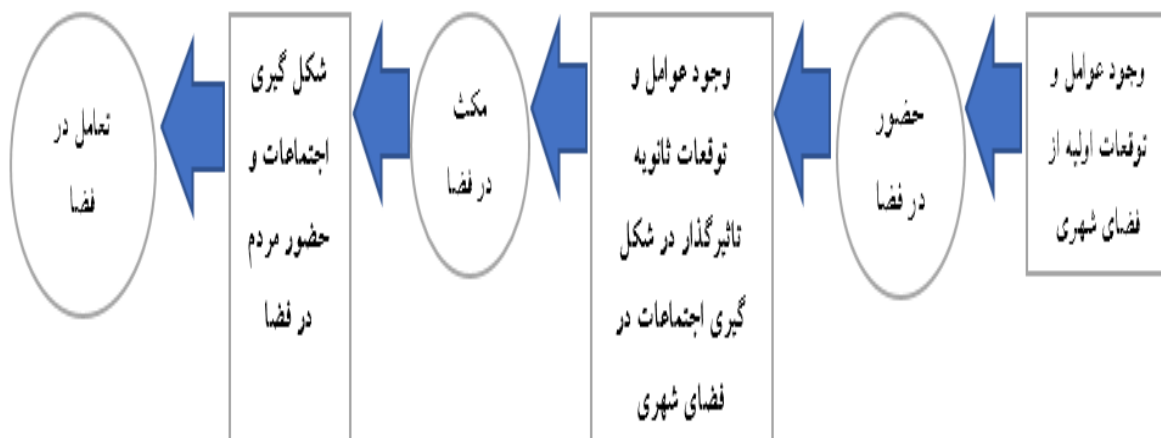 وجود عوامل و
توقعات اولیه از
فضای شهری
حضور
در فضا
وجود عوامل و
توقعات ثانویه
تاثیرگذار در شکل
گیری اجتماعات در
فضای شهری
مکث
در فضا
شکل گیری
اجتماعات و
حضور مردم
در فضا
تعامل در
فضا